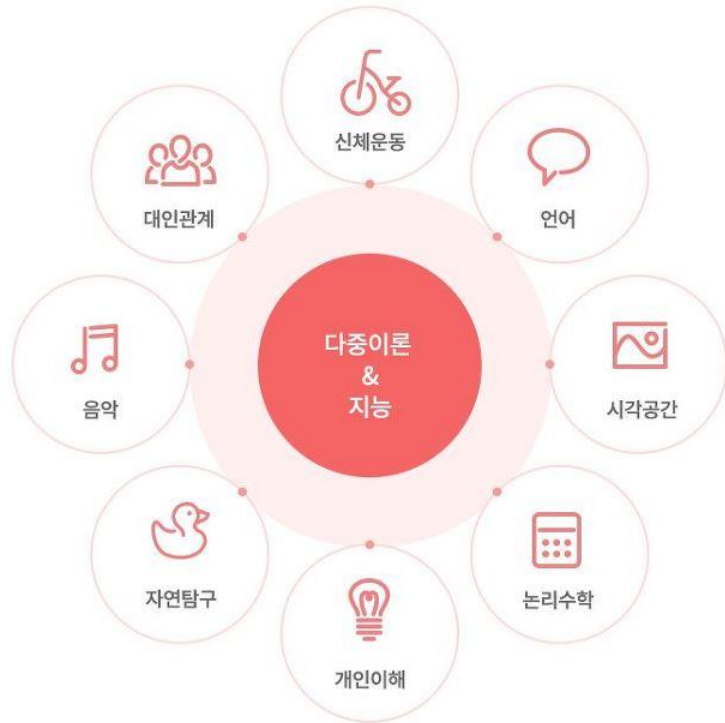 신체운동
대인관계
언어
다중이론
&
지능
음악
시각공간
자연탐구
논리수학
개인이해